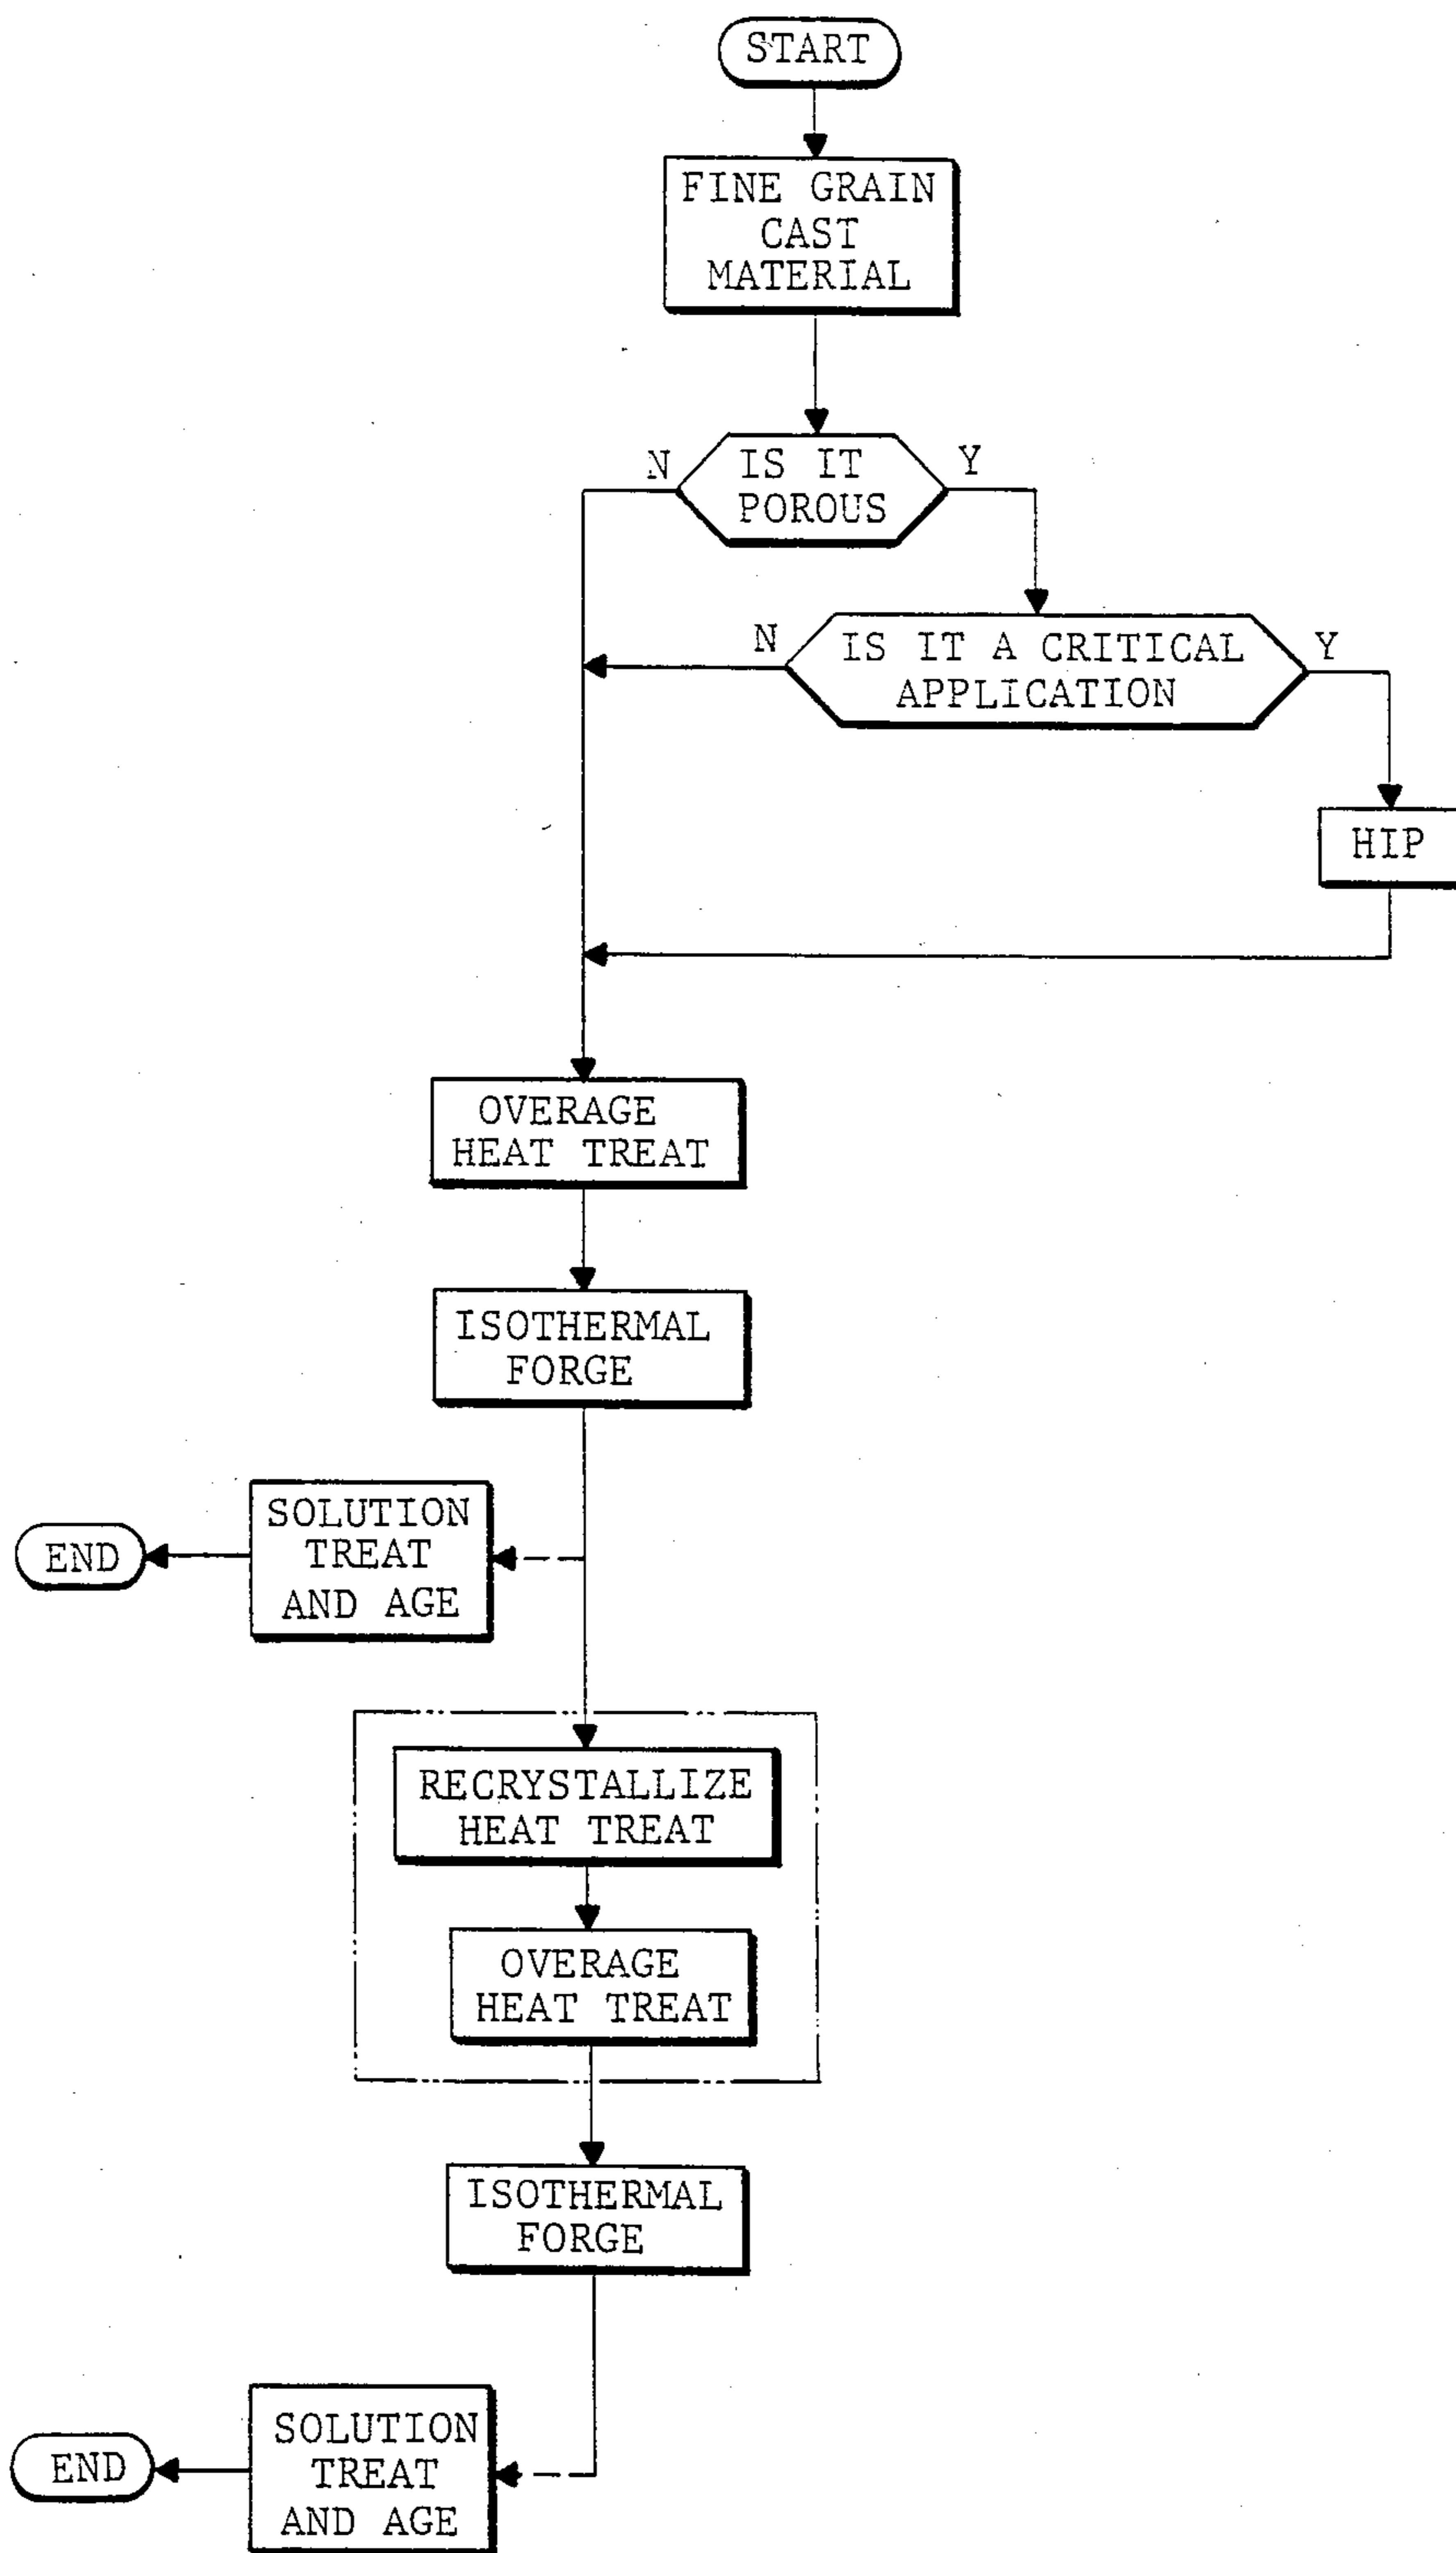 START
FINE GRAIN
CAST
MATERIAL
N
IS IT
POROUS
Y
N
IS IT A CRITICAL
APPLICATION
Y
HIP
OVERAGE
HEAT TREAT
ISOTHERMAL
FORGE
END
SOLUTION
TREAT
AND AGE
RECRYSTALLIZE
HEAT TREAT
OVERAGE
HEAT TREAT
ISOTHERMAL
FORGE
END
SOLUTION
TREAT
AND AGE